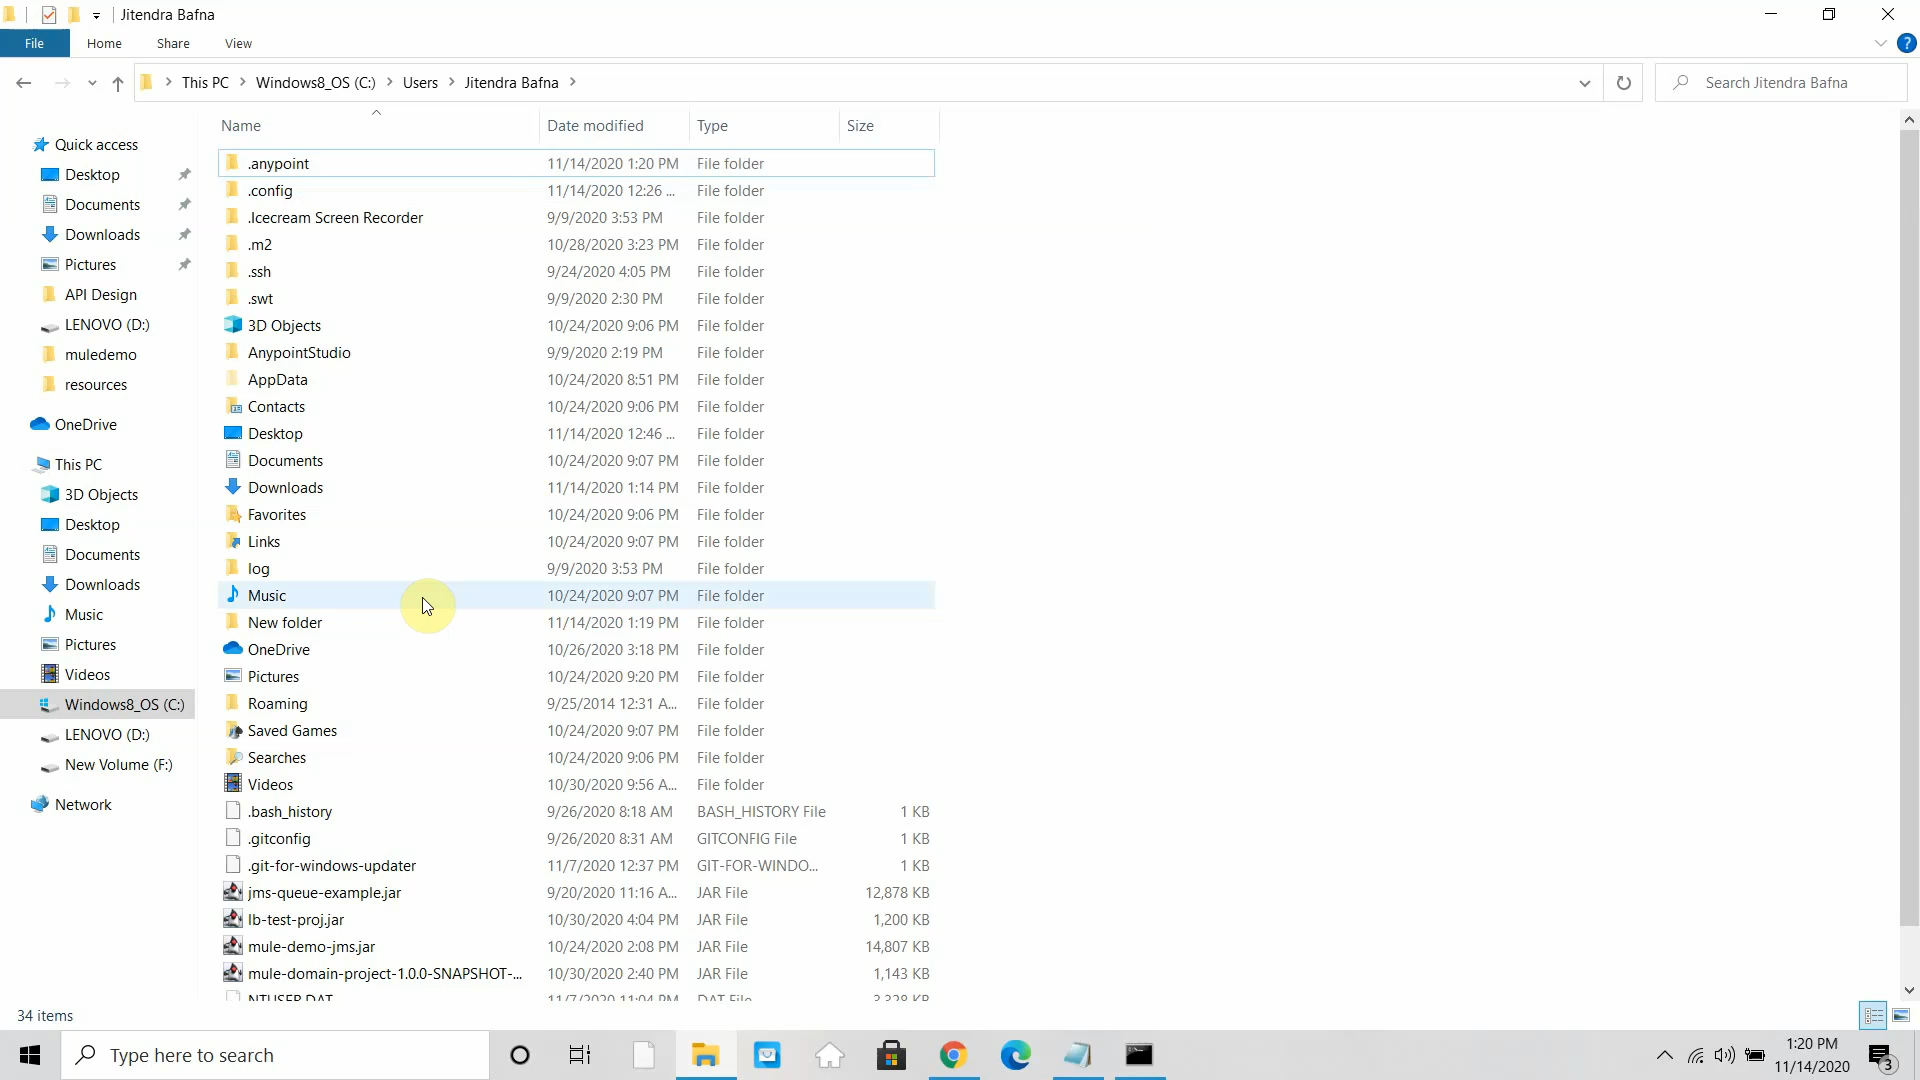 Jitendra Bafna
File Home Share View
This PC Windows8_OS (C:) Users Jitendra Bafna
Search Jitendra Bafna
Name Date modified Type Size
Quick access
Desktop
Documents
Downloads
Pictures
API Design
LENOVO (D:)
muledemo
resources
OneDrive
This PC
3D Objects
Desktop
Documents
Downloads
Music
Pictures
Videos
Windows8_OS (C:)
LENOVO (D:)
New Volume (F:)
Network
.anypoint 11/14/2020 1:20 PM File folder
.config 11/14/2020 12:26 ... File folder
.Icecream Screen Recorder 9/9/2020 3:53 PM File folder
.m2 10/28/2020 3:23 PM File folder
.ssh 9/24/2020 4:05 PM File folder
.swt 9/9/2020 2:30 PM File folder
3D Objects 10/24/2020 9:06 PM File folder
AnypointStudio 9/9/2020 2:19 PM File folder
AppData 10/24/2020 8:51 PM File folder
Contacts 10/24/2020 9:06 PM File folder
Desktop 11/14/2020 12:46 ... File folder
Documents 10/24/2020 9:07 PM File folder
Downloads 11/14/2020 1:14 PM File folder
Favorites 10/24/2020 9:06 PM File folder
Links 10/24/2020 9:07 PM File folder
log 9/9/2020 3:53 PM File folder
Music 10/24/2020 9:07 PM File folder
New folder 11/14/2020 1:19 PM File folder
OneDrive 10/26/2020 3:18 PM File folder
Pictures 10/24/2020 9:20 PM File folder
Roaming 9/25/2014 12:31 A... File folder
Saved Games 10/24/2020 9:07 PM File folder
Searches 10/24/2020 9:06 PM File folder
Videos 10/30/2020 9:56 A... File folder
.bash_history 9/26/2020 8:18 AM BASH_HISTORY File 1 KB
.gitconfig 9/26/2020 8:31 AM GITCONFIG File 1 KB
.git-for-windows-updater 11/7/2020 12:37 PM GIT-FOR-WINDO... 1 KB
jms-queue-example.jar 9/20/2020 11:16 A... JAR File 12,878 KB
lb-test-proj.jar 10/30/2020 4:04 PM JAR File 1,200 KB
mule-demo-jms.jar 10/24/2020 2:08 PM JAR File 14,807 KB
mule-domain-project-1.0.0-SNAPSHOT-... 10/30/2020 2:40 PM JAR File 1,143 KB
NTUSER.DAT 11/7/2020 11:04 PM DAT File 3,328 KB
34 items
Type here to search
1:20 PM
11/14/2020
3